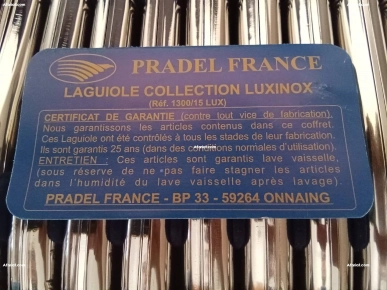 Afariat.com
PRADEL FRANCE
LAGUIOLE COLLECTION LUXINOX
(Réf. 1300/15 LUX)
CERTIFICAT DE GARANTIE (contre tout vice de fabrication).
Nous garantissons les articles contenus dans ce coffret.
Ces Laguiole ont été contrôlés à tous les stades de leur fabrication.
Ils sont garantis 25 ans (dans des conditions normales d'utilisation).
ENTRETIEN : Ces articles sont garantis lave vaisselle,
(sous réserve de ne pas faire stagner les articles
dans l'humidité du lave vaisselle après lavage).
PRADEL FRANCE - BP 33 - 59264 ONNAING